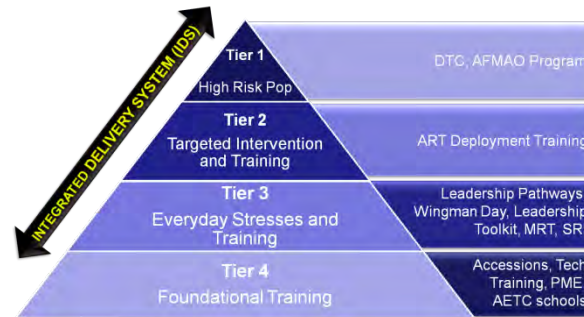 INTEGRATED DELIVERY SYSTEM (IDS)
Tier 1
High Risk Pop
DTC, AFMAO Program
Tier 2
Targeted Intervention
and Training
ART Deployment Training
Tier 3
Everyday Stresses and
Training
Leadership Pathways
Wingman Day, Leadership
Toolkit, MRT, SR
Tier 4
Foundational Training
Accessions, Tech
Training, PME
AETC schools